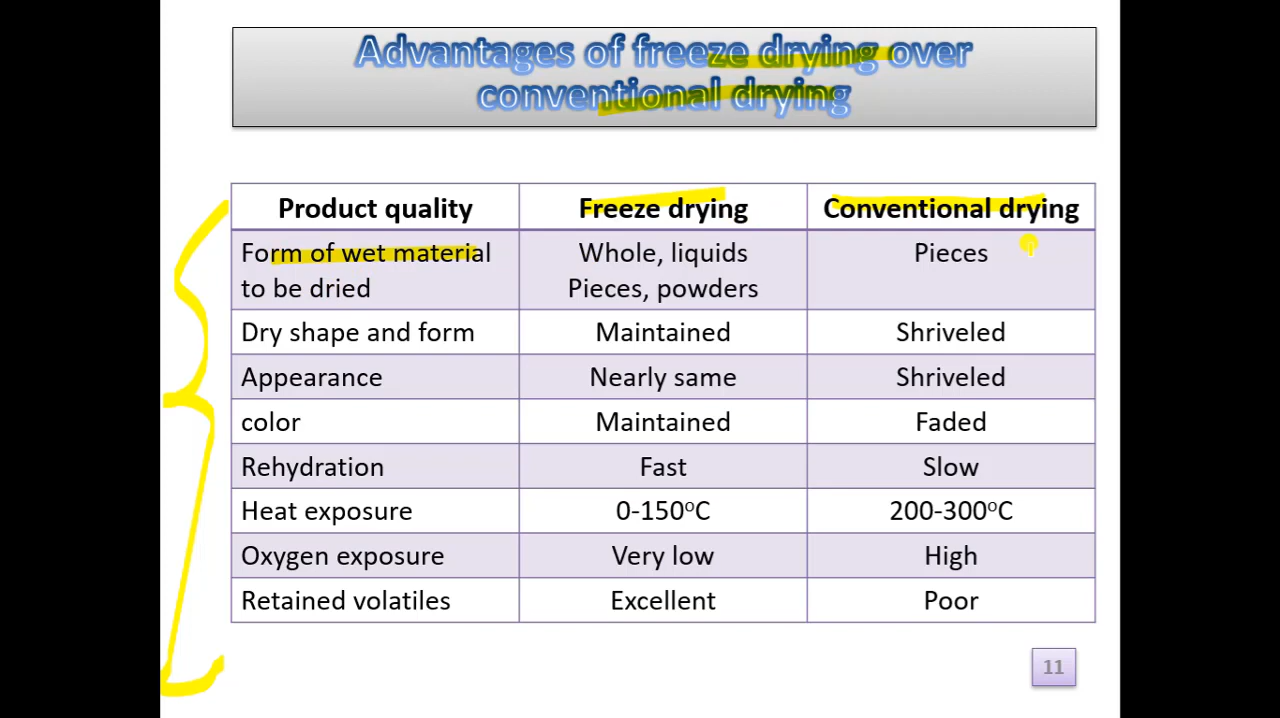 Advantages of freeze drying over
conventional drying
Product quality Freeze drying Conventional drying
Form of wet material Whole, liquids Pieces
to be dried Pieces, powders
Dry shape and form Maintained Shriveled
Appearance Nearly same Shriveled
color Maintained Faded
Rehydration Fast Slow
Heat exposure 0-150°C 200-300°C
Oxygen exposure Very low High
Retained volatiles Excellent Poor
11